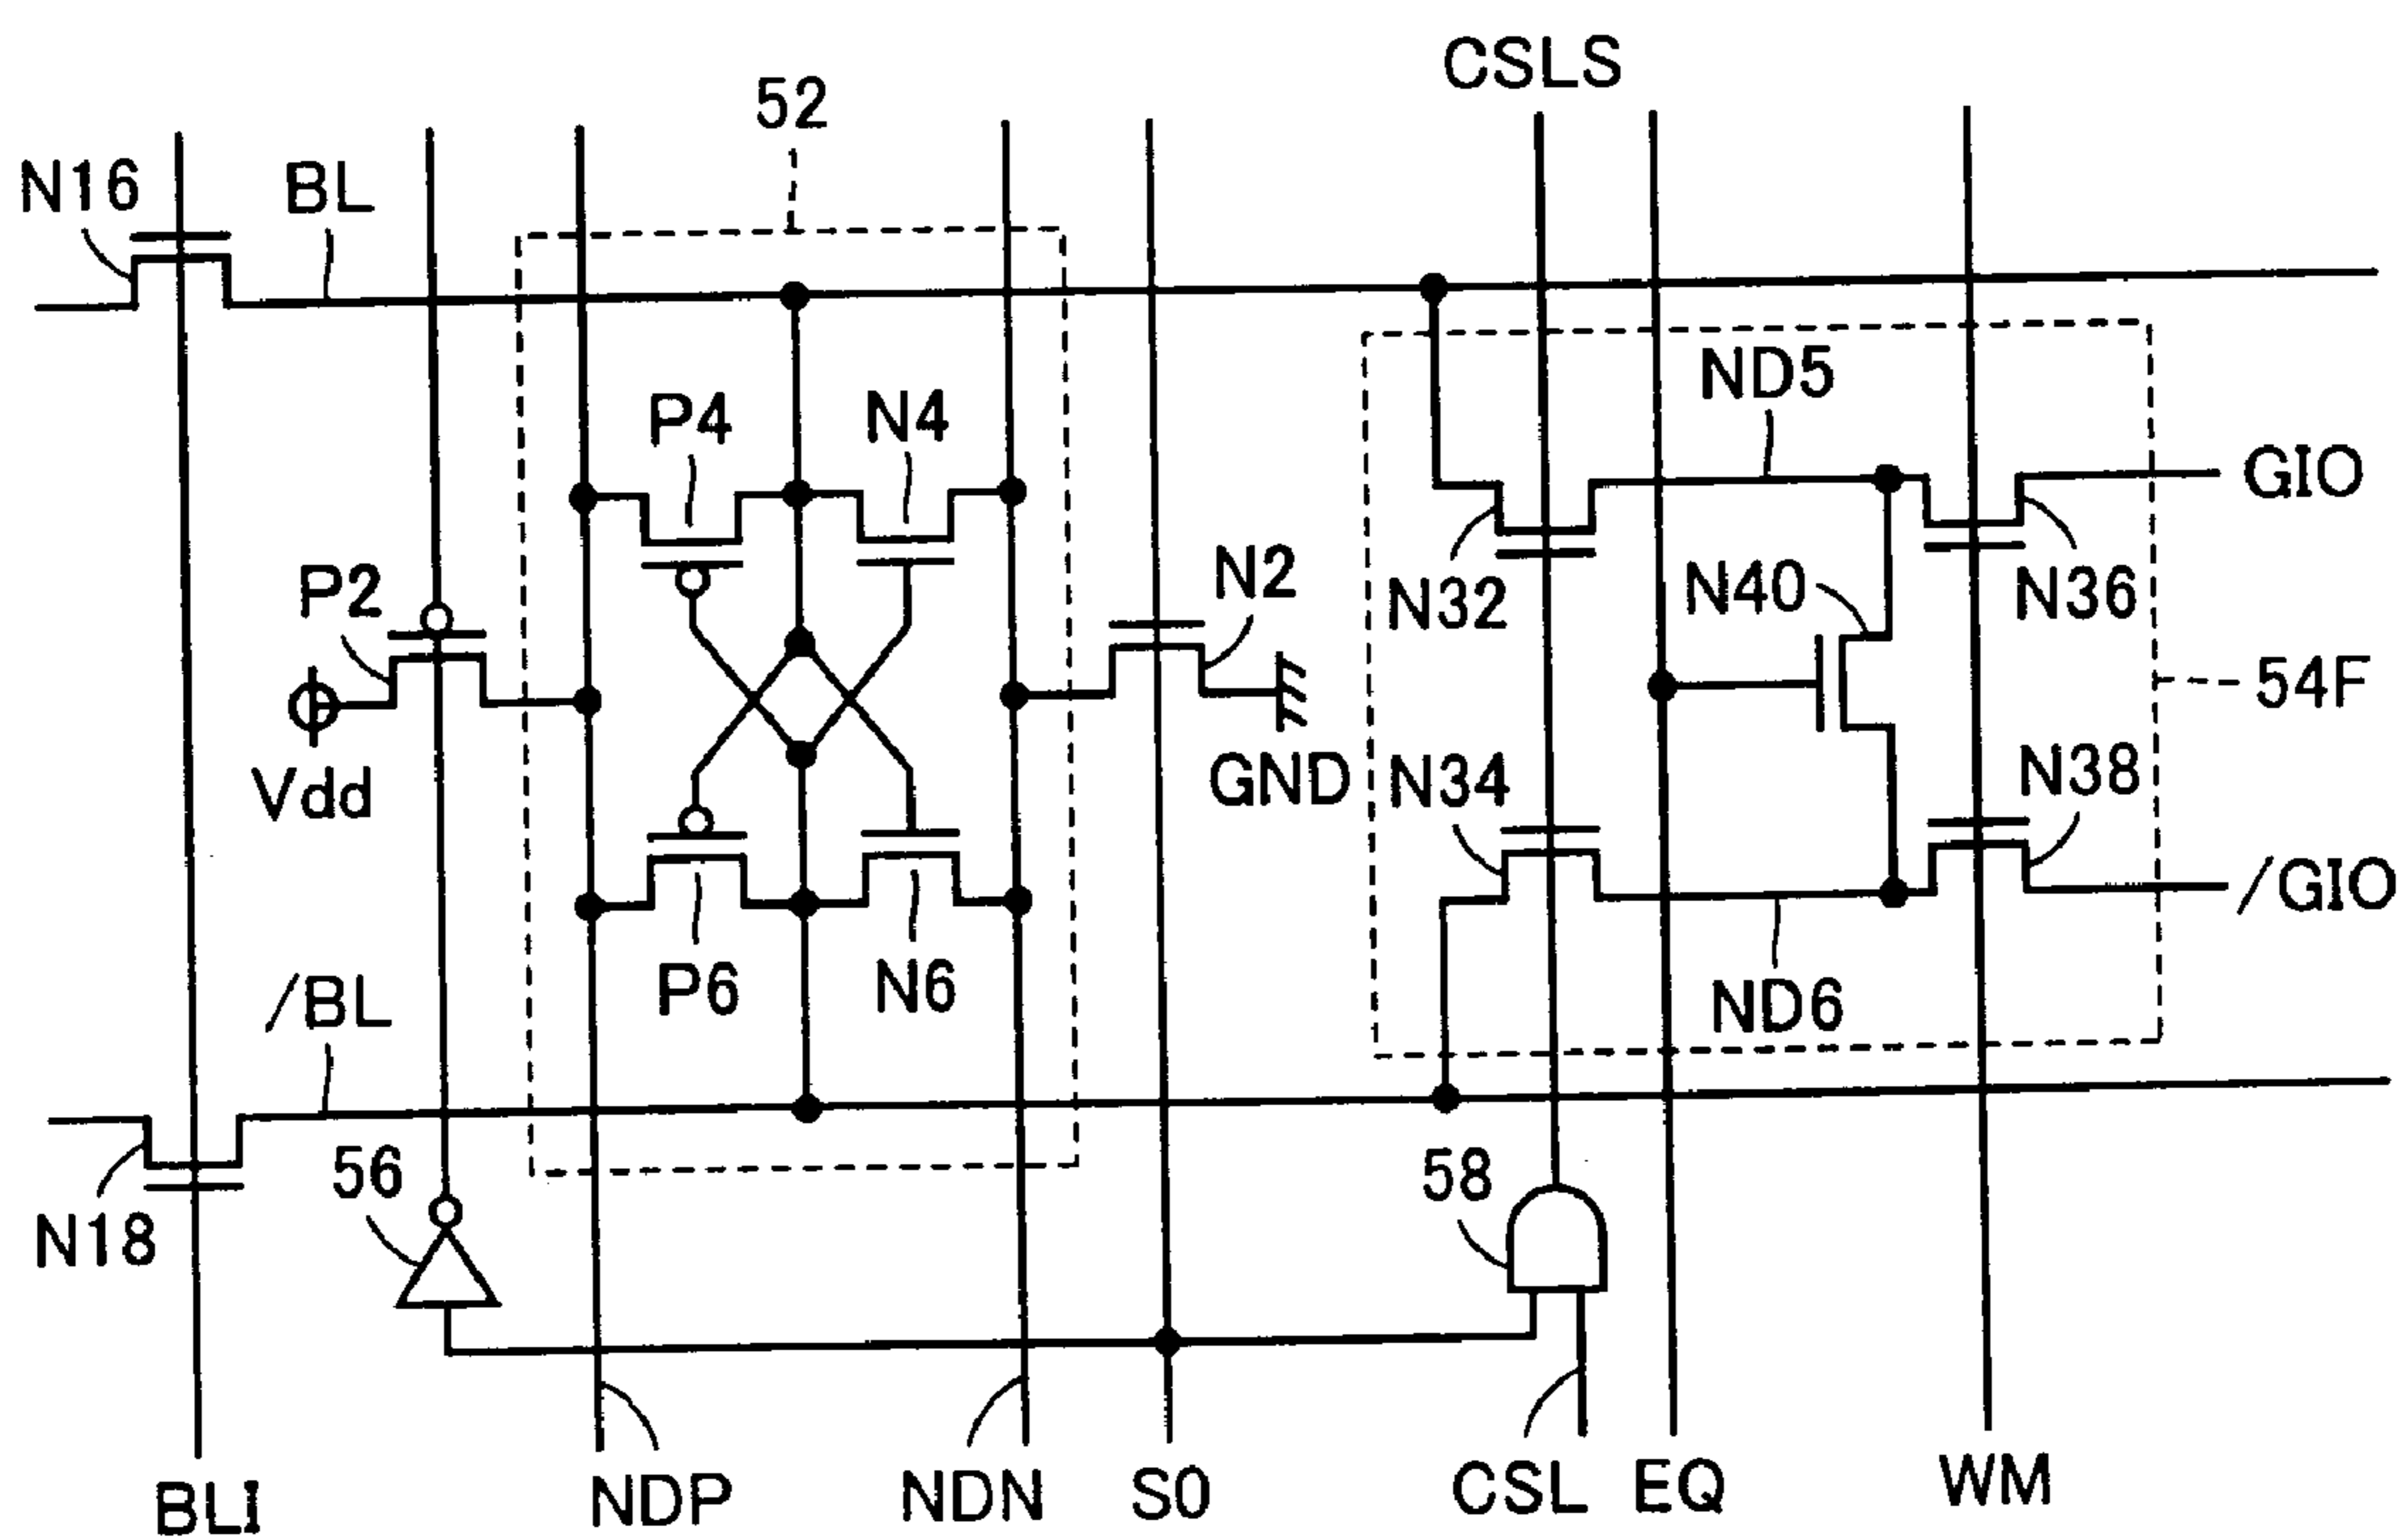 CSLS
52
N16
BL
ND5
P4
N4
GIO
N2
P2
N32
N40
N36
54F
Vdd
GND
N34
N38
/GIO
P6
N6
/BL
ND6
56
58
N18
BLI
NDP
NDN
S0
CSL
EQ
WM